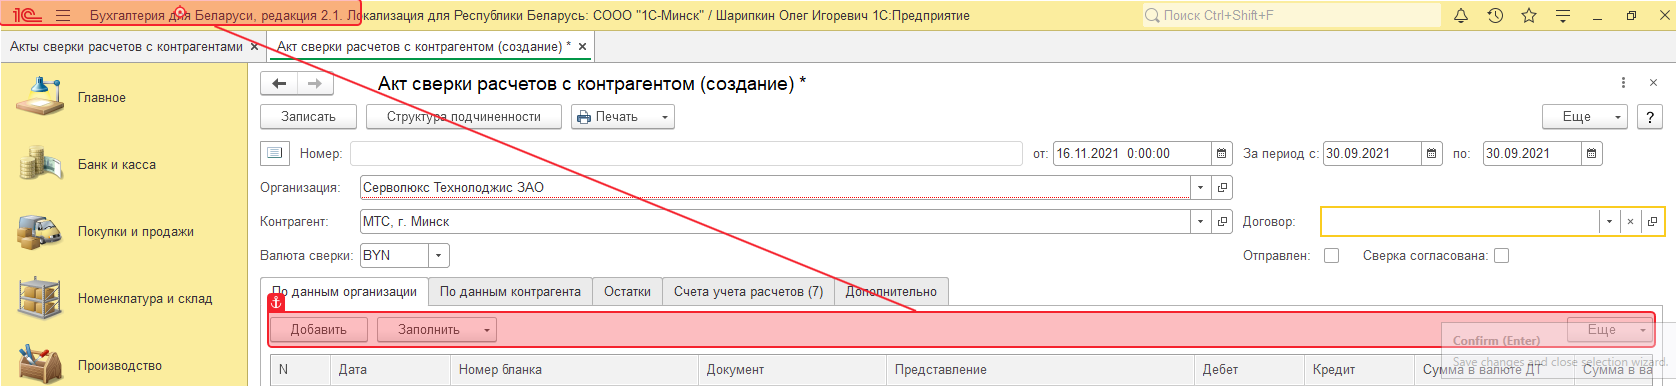 1С Бухгалтерия для Беларуси, редакция 2.1. Локализация для Республики Беларусь: СООО "1С-Минск" / Шарипкин Олег Игоревич 1С:Предприятие Поиск Ctrl+Shift+F
Акты сверки расчетов с контрагентами × Акт сверки расчетов с контрагентом (создание) * ×
Главное
Банк и касса
Покупки и продажи
Номенклатура и склад
Производство
Акт сверки расчетов с контрагентом (создание) *
Записать Структура подчиненности Печать Еще ?
Номер: от: 16.11.2021 0:00:00 За период с: 30.09.2021 по: 30.09.2021
Организация: Серволюкс Технолоджис ЗАО
Контрагент: МТС, г. Минск Договор:
Валюта сверки: BYN Отправлен: Сверка согласована:
По данным организации По данным контрагента Остатки Счета учета расчетов (7) Дополнительно
Добавить Заполнить Еще
Confirm (Enter)
Save changes and close selection wizard.
N Дата Номер бланка Документ Представление Дебет Кредит Сумма в валюте ДТ Сумма в ва